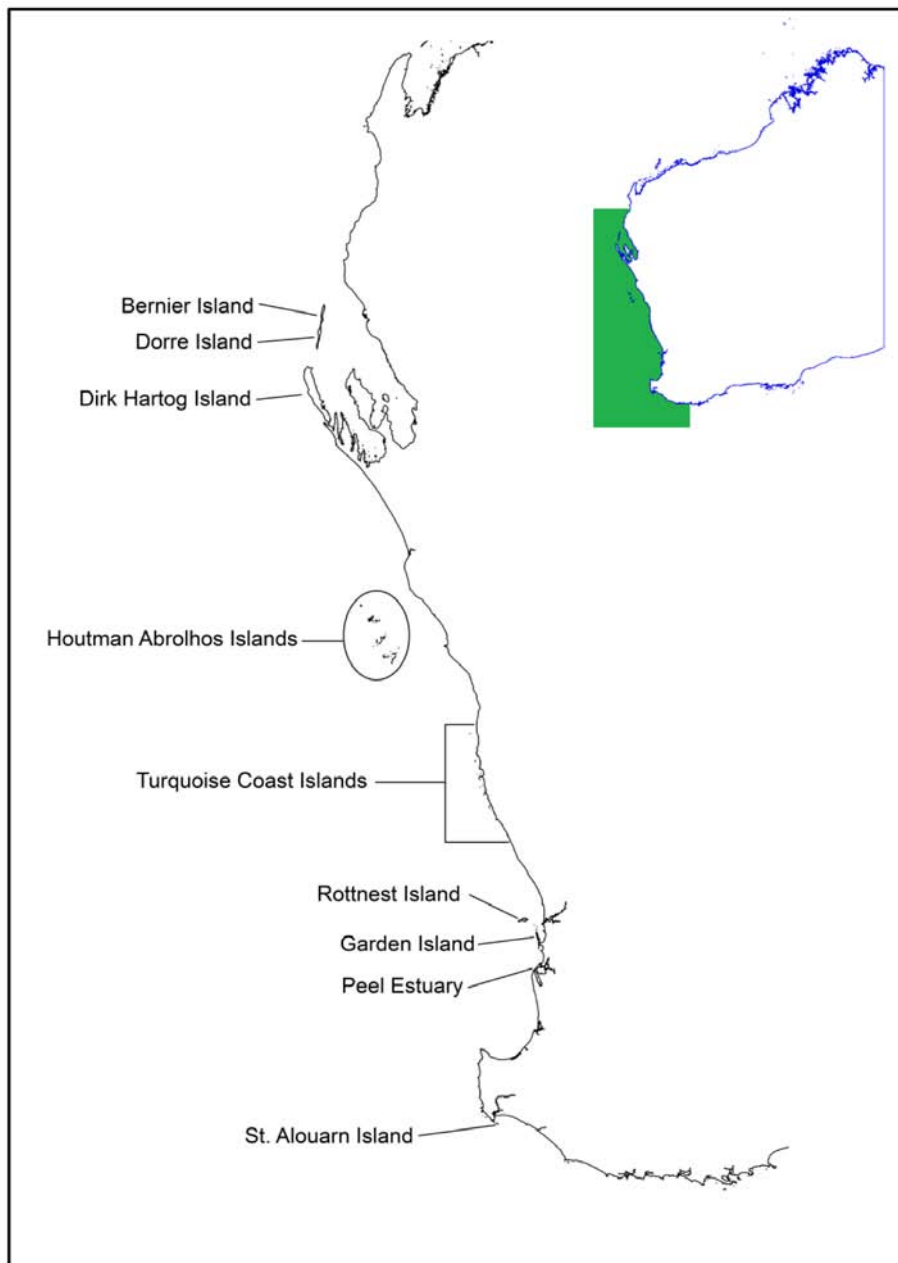 Bernier Island
Dorre Island
Dirk Hartog Island
Houtman Abrolhos Islands
Turquoise Coast Islands
Rottnest Island
Garden Island
Peel Estuary
St. Alouarn Island